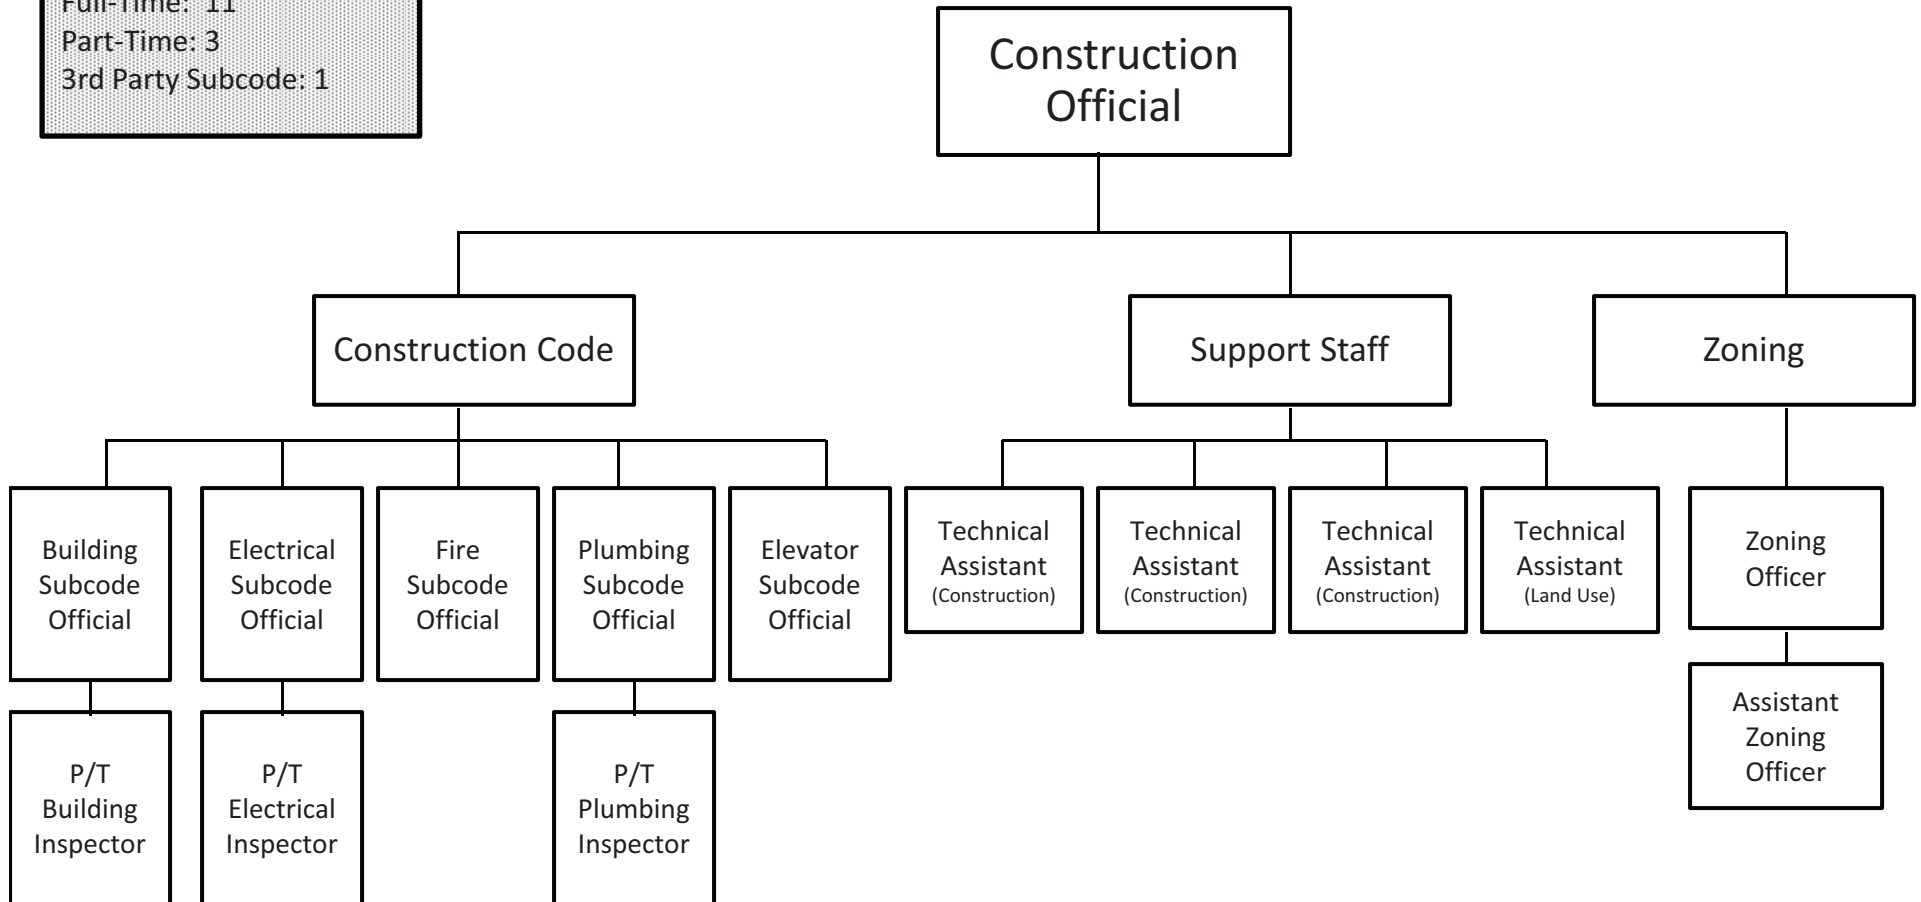 Full-Time: 11
Part-Time: 3
3rd Party Subcode: 1
Construction
Official
Construction Code
Support Staff
Zoning
Building
Subcode
Official
Electrical
Subcode
Official
Fire
Subcode
Official
Plumbing
Subcode
Official
Elevator
Subcode
Official
Technical
Assistant
(Construction)
Technical
Assistant
(Construction)
Technical
Assistant
(Construction)
Technical
Assistant
(Land Use)
Zoning
Officer
Assistant
Zoning
Officer
P/T
Building
Inspector
P/T
Electrical
Inspector
P/T
Plumbing
Inspector